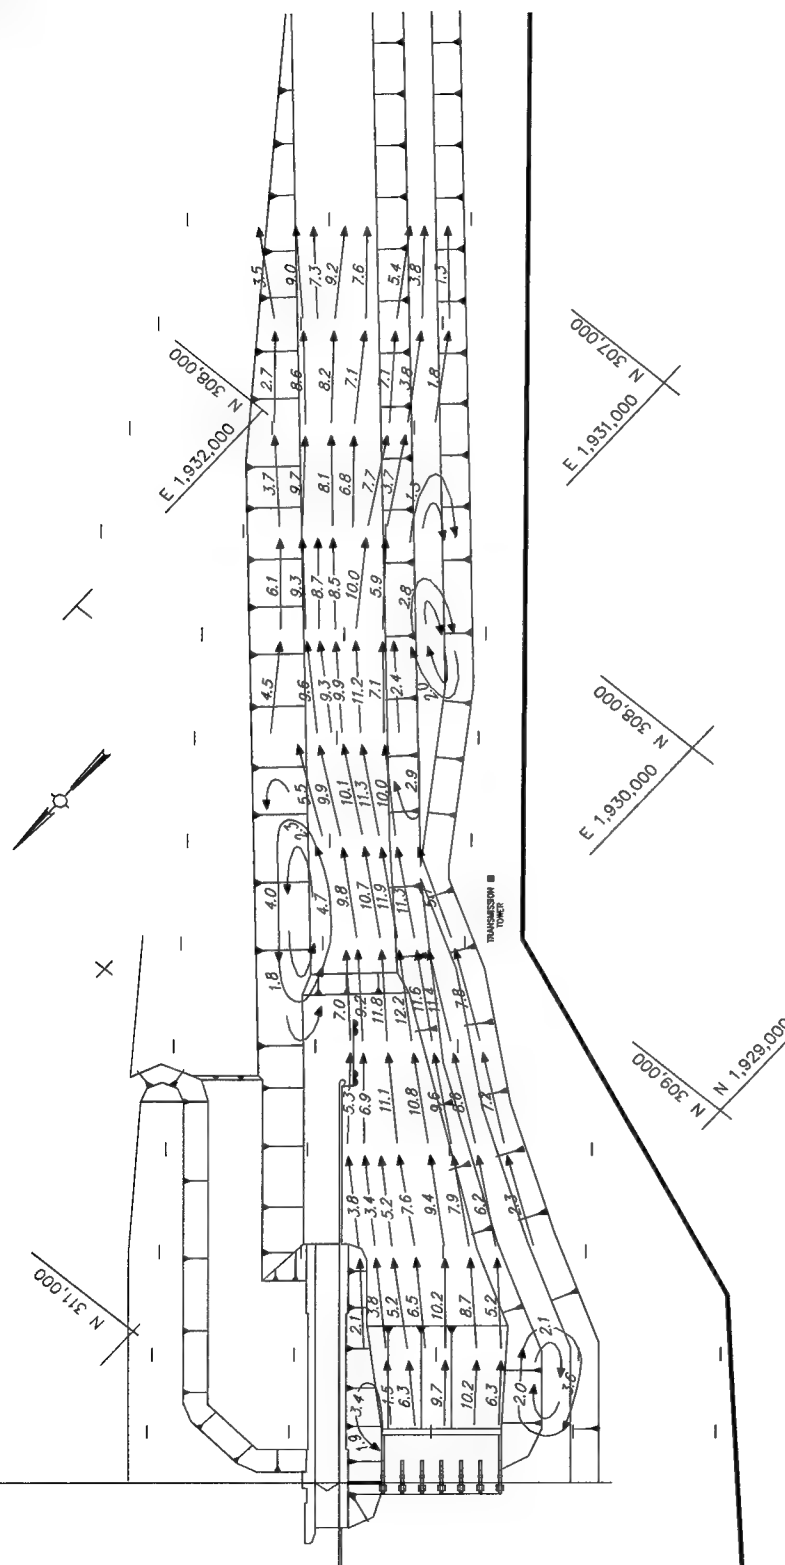 3.5 9.0 7.3 9.2 7.6 5.4 3.8 1.3
N 307,000
N 308,000
2.7 8.6 8.2 7.1 7.1 3.8 1.8
E 1,931,000
E 1,932,000
3.7 9.7 8.1 6.8 7.7 3.7 1.5
6.1 9.3 8.7 8.5 10.0 5.9 2.8
4.5 9.6 9.3 9.9 11.2 7.1 2.4 2.0
N 308,000
5.5 9.9 10.1 11.3 10.0 2.9
E 1,930,000
2.3
4.0 4.7 9.8 10.7 11.9 11.3
TRANSMISSION
TOWER
1.8 7.0 9.2 11.8 12.2 11.6 11.4 7.8
N 1,929,000
N 309,000
5.3 6.9 11.1 10.8 9.6 8.6 7.2
3.8 3.4 5.2 7.6 9.4 7.9 6.2 2.3
N 311,000
2.1 3.8 5.2 6.5 10.2 8.7 5.2 2.1
3.4 1.5 6.3 9.7 10.2 6.3 2.0 3.6
1.9